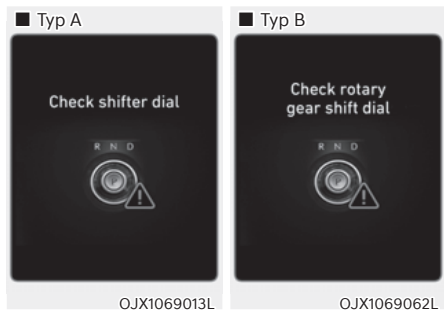 ■ Typ A
Check shifter dial
R N D
P
OJX1069013L
■ Typ B
Check rotary
gear shift dial
R N D
P
OJX1069062L